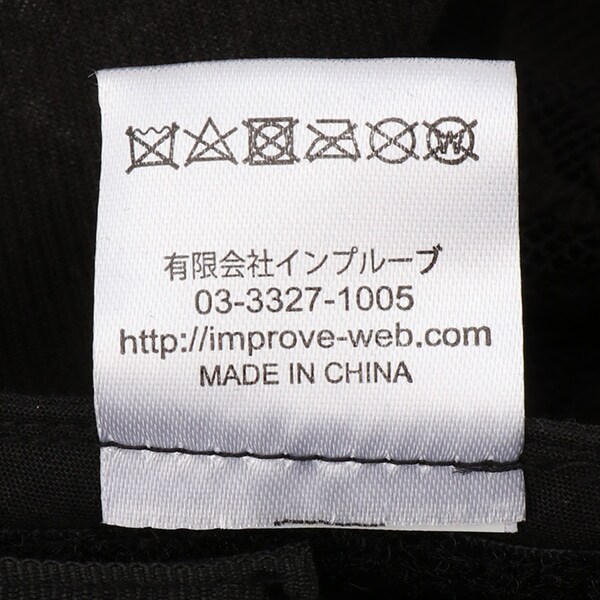 W
有限会社インプルーブ
03-3327-1005
http://improve-web.com
MADE IN CHINA